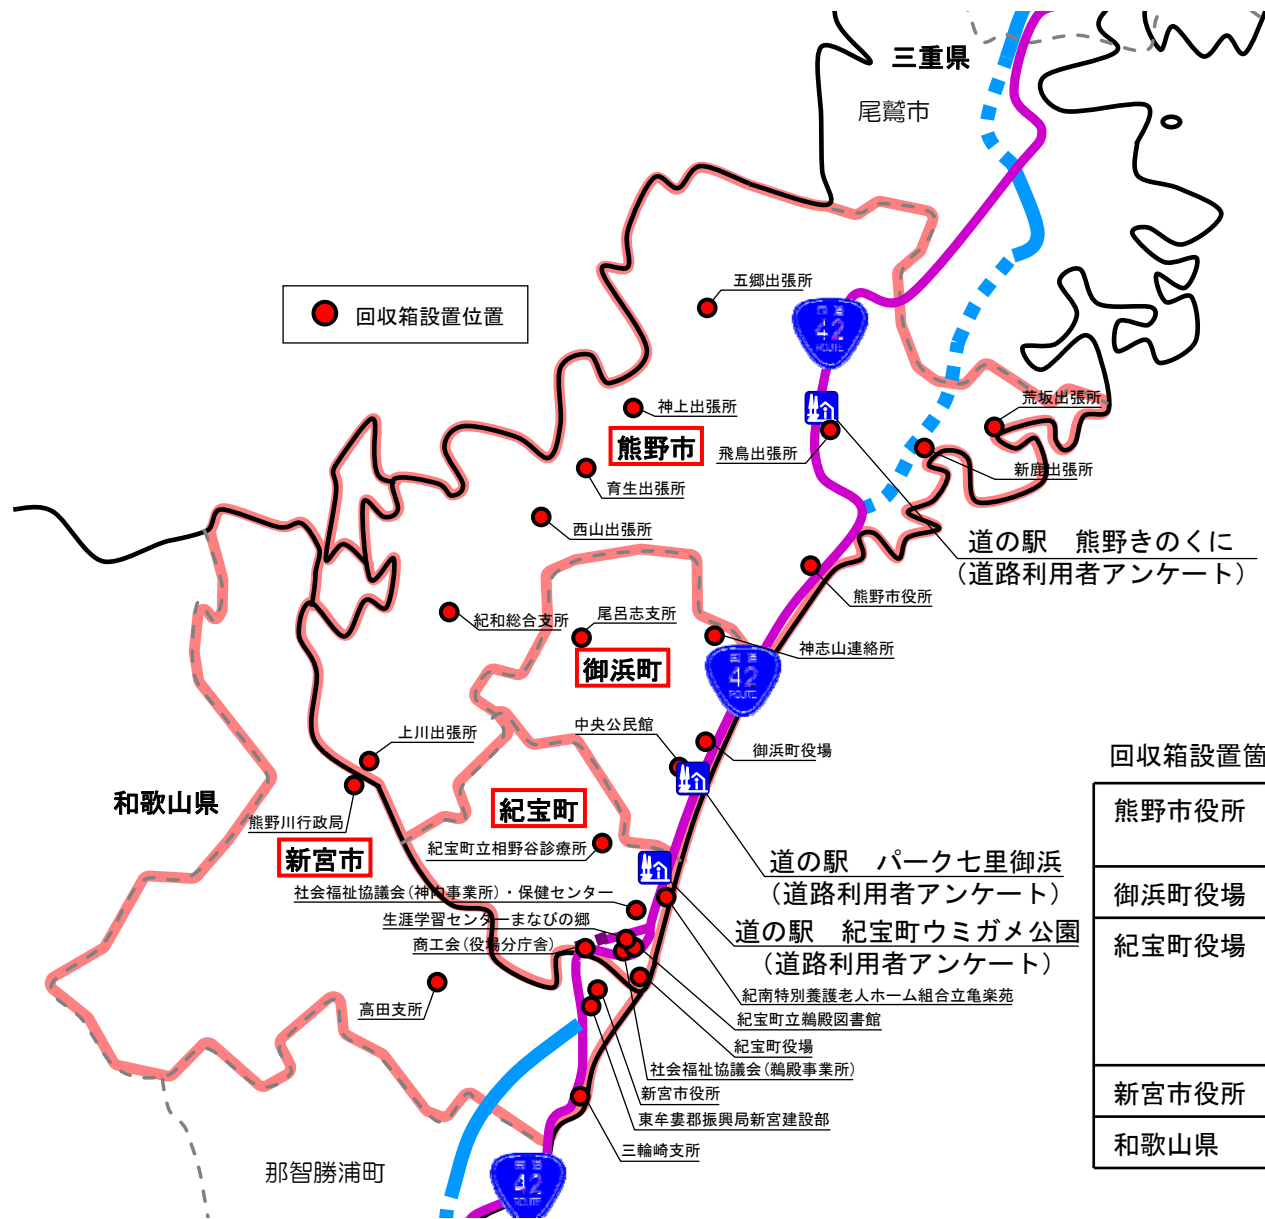 三重県
尾鷲市
五郷出張所
回収箱設置位置
42
ROUTE
神上出張所
荒坂出張所
熊野市
飛鳥出張所
新鹿出張所
育生出張所
西山出張所
道の駅　熊野きのくに
（道路利用者アンケート）
熊野市役所
紀和総合支所
尾呂志支所
神志山連絡所
御浜町
42
ROUTE
中央公民館
上川出張所
御浜町役場
回収箱設置箇
和歌山県
紀宝町
熊野市役所
熊野川行政局
新宮市
紀宝町立相野谷診療所
道の駅　パーク七里御浜
（道路利用者アンケート）
社会福祉協議会(神内事業所)・保健センター
御浜町役場
生涯学習センターまなびの郷
道の駅　紀宝町ウミガメ公園
（道路利用者アンケート）
商工会(役場分庁舎)
紀宝町役場
高田支所
紀南特別養護老人ホーム組合立亀楽苑
紀宝町立鵜殿図書館
紀宝町役場
社会福祉協議会(鵜殿事業所)
新宮市役所
新宮市役所
東牟婁郡振興局新宮建設部
三輪崎支所
和歌山県
那智勝浦町
42
ROUTE